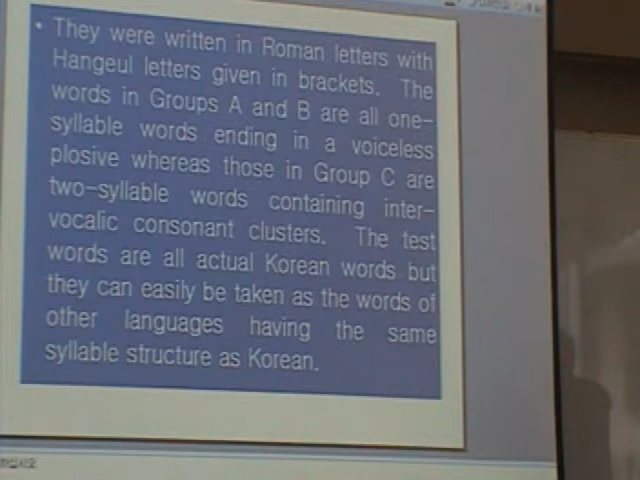 • They were written in Roman letters with
Hangeul letters given in brackets. The
words in Groups A and B are all one-
syllable words ending in a voiceless
plosive whereas those in Group C are
two-syllable words containing inter-
vocalic consonant clusters. The test
words are all actual Korean words but
they can easily be taken as the words of
other languages having the same
syllable structure as Korean.